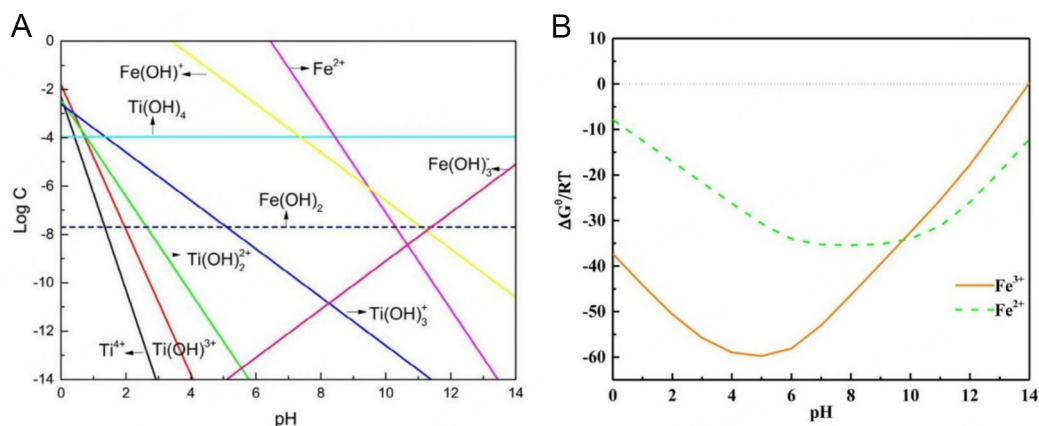 A
0
-2
-4
-6
-8
-10
-12
-14
Log C
0 2 4 6 8 10 12 14
pH
Fe(OH)⁺
Fe²⁺
Ti(OH)₄
Fe(OH)₃⁻
Fe(OH)₂
Ti(OH)₂²⁺
Ti(OH)₃⁺
Ti⁴⁺
Ti(OH)³⁺
B
10
0
-10
-20
-30
-40
-50
-60
ΔG⁰/RT
0 2 4 6 8 10 12 14
pH
Fe³⁺
Fe²⁺